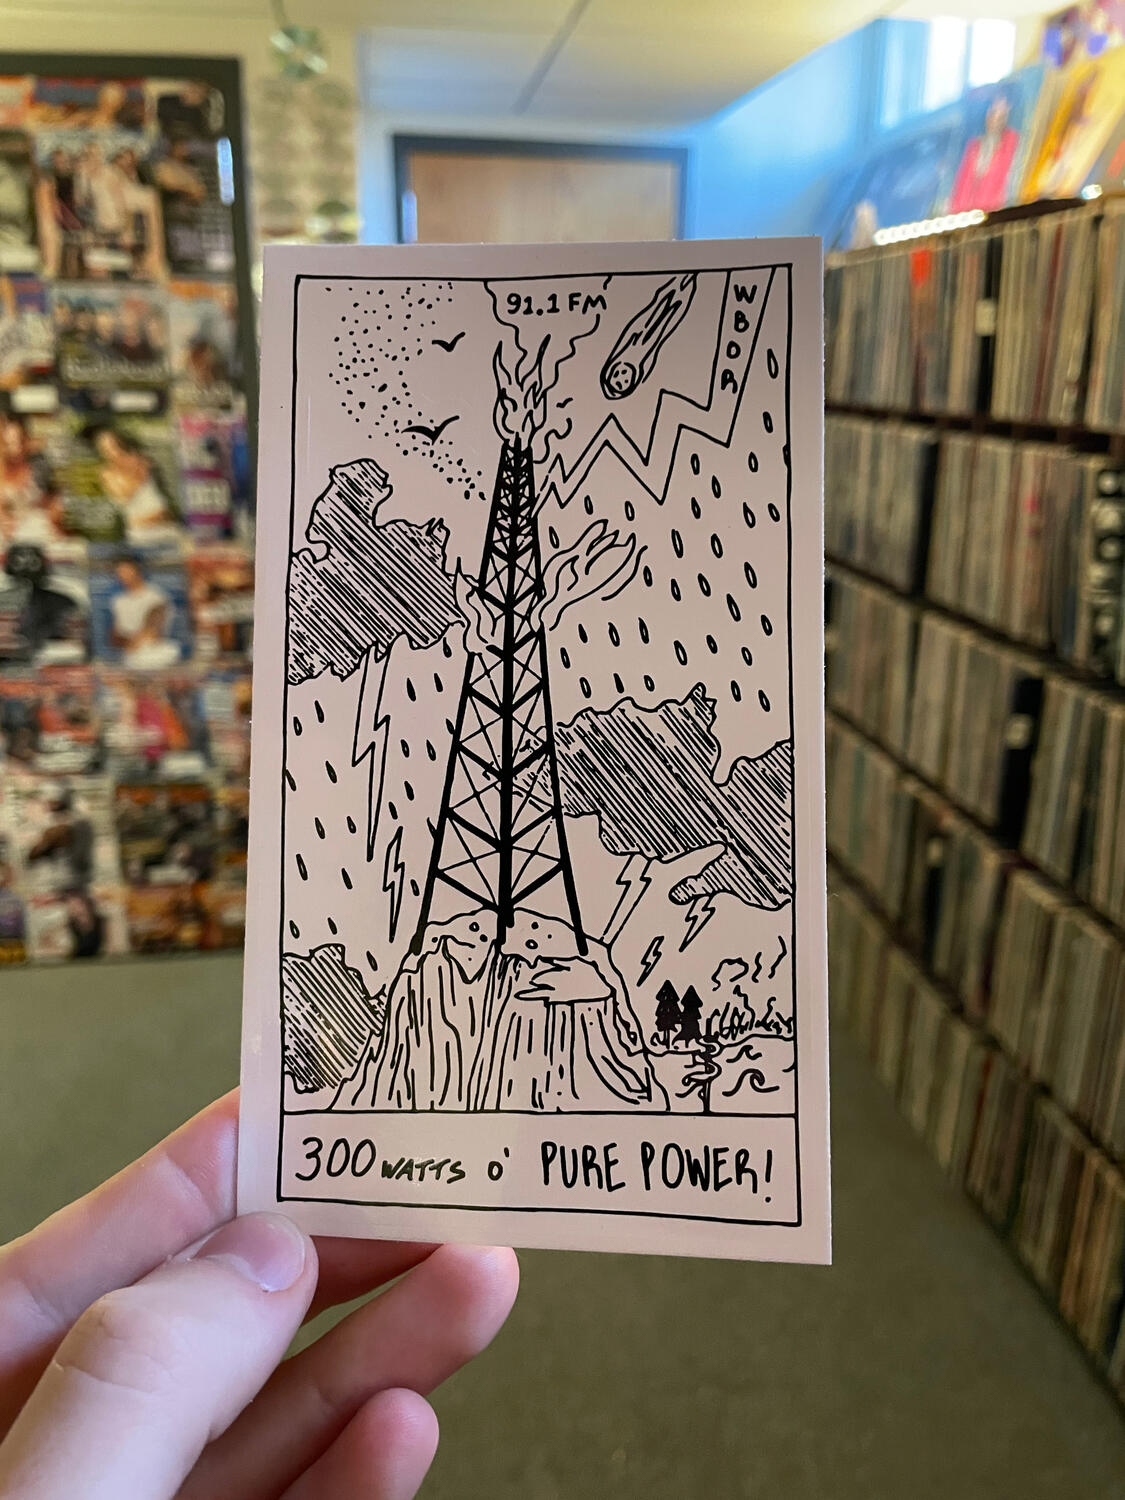 91.1 FM
WBOR
300 WATTS O' PURE POWER!